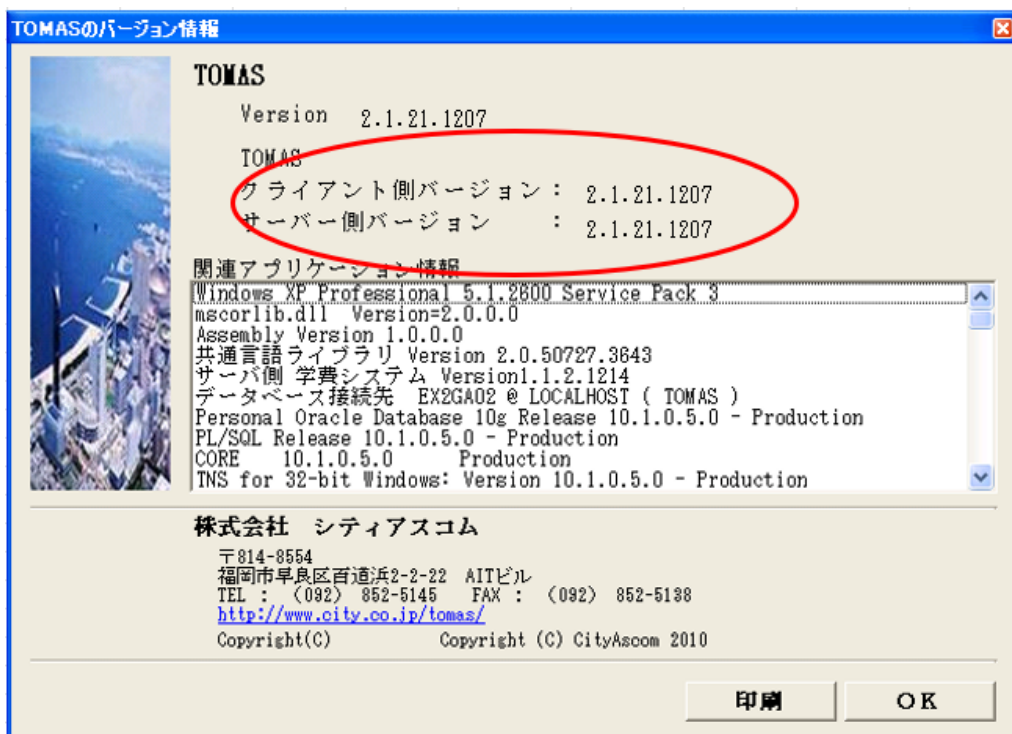 TOMASのバージョン情報
TOMAS
Version 2.1.21.1207
TOMAS
クライアント側バージョン： 2.1.21.1207
サーバー側バージョン ： 2.1.21.1207
関連アプリケーション情報
Windows XP Professional 5.1.2600 Service Pack 3
mscorlib.dll Version=2.0.0.0
Assembly Version 1.0.0.0
共通言語ライブラリ Version 2.0.50727.3643
サーバ側 学費システム Version1.1.2.1214
データベース接続先 EX2GA02 @ LOCALHOST ( TOMAS )
Personal Oracle Database 10g Release 10.1.0.5.0 - Production
PL/SQL Release 10.1.0.5.0 - Production
CORE 10.1.0.5.0 Production
TNS for 32-bit Windows: Version 10.1.0.5.0 - Production
株式会社 シティアスコム
〒814-8554
福岡市早良区百道浜2-2-22 AITビル
TEL : (092) 852-5145 FAX : (092) 852-5138
http://www.city.co.jp/tomas/
Copyright(C) Copyright (C) CityAscom 2010
印刷 OK